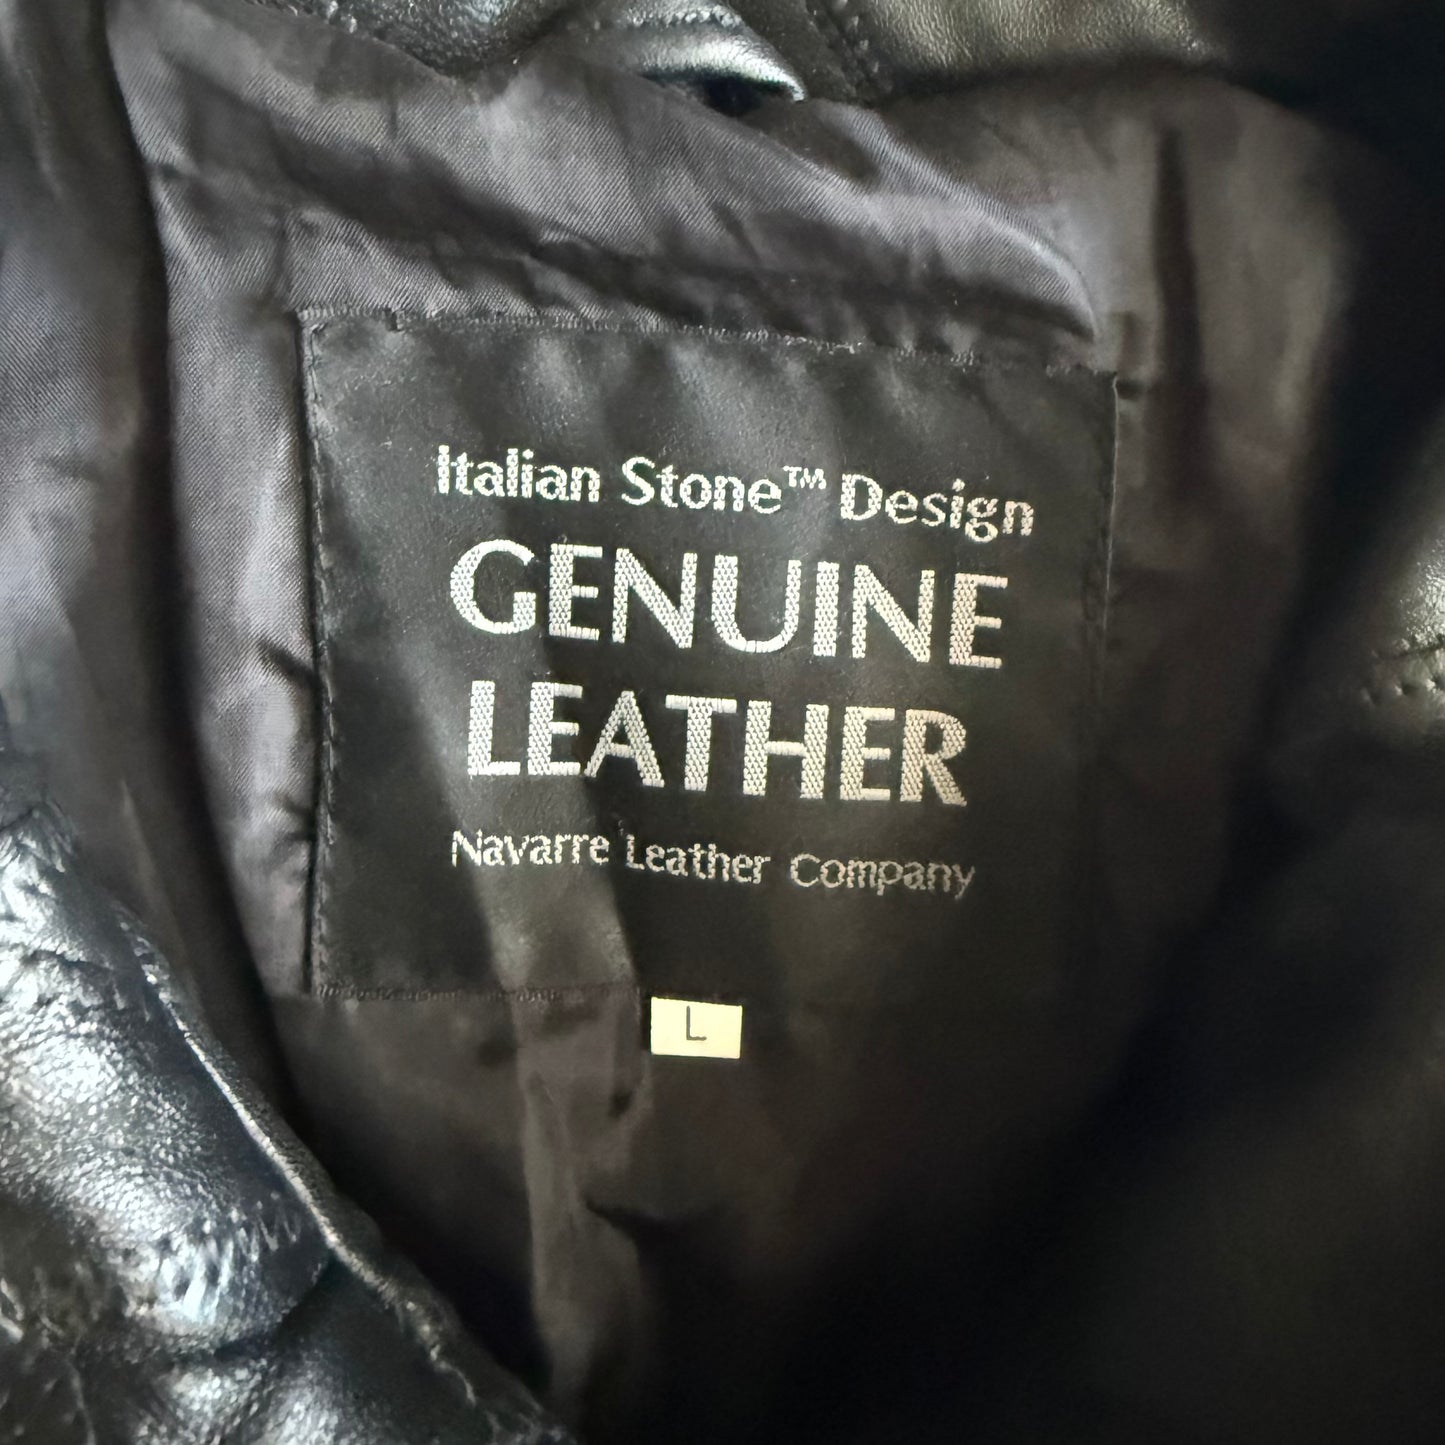 Italian Stone™ Design
GENUINE
LEATHER
Navarre Leather Company
L